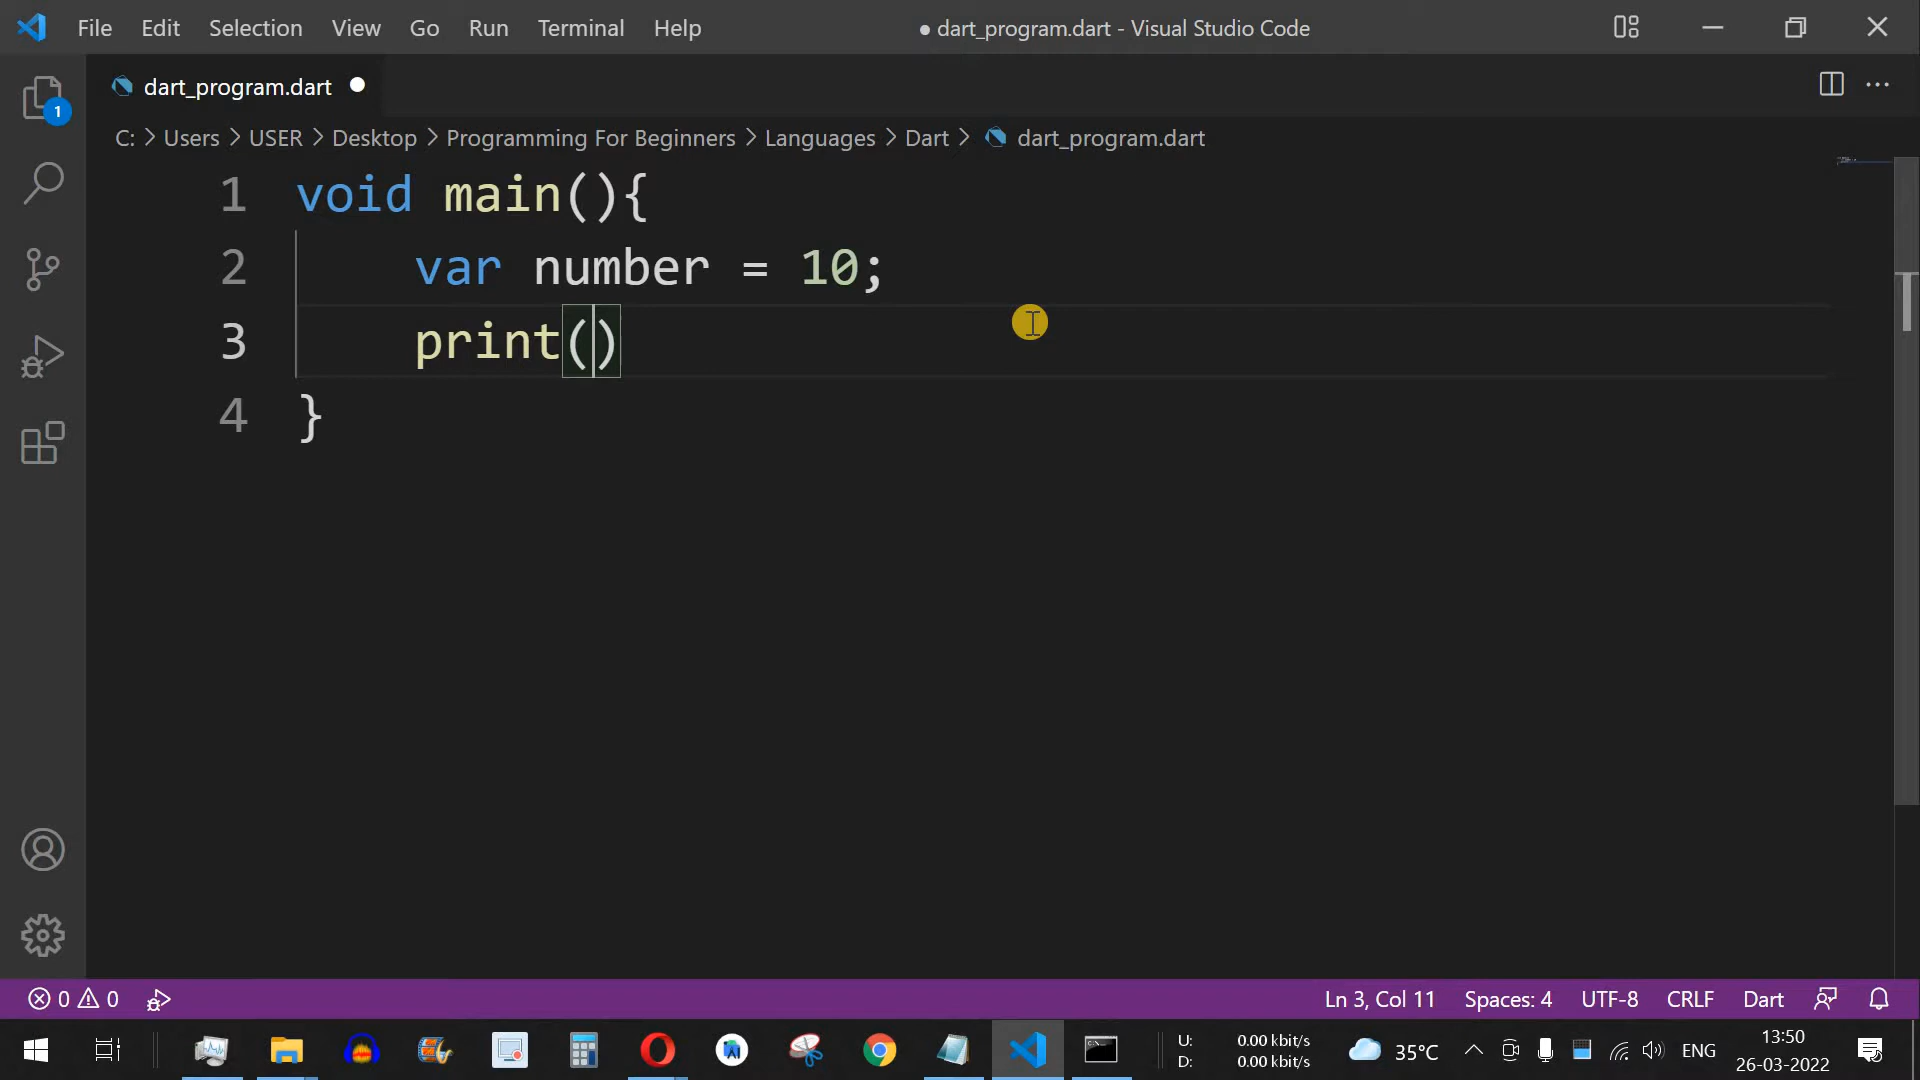 File Edit Selection View Go Run Terminal Help ● dart_program.dart - Visual Studio Code
dart_program.dart
1
C: > Users > USER > Desktop > Programming For Beginners > Languages > Dart > dart_program.dart
1 void main(){
2 var number = 10;
3 print()
4 }
0 0 Ln 3, Col 11 Spaces: 4 UTF-8 CRLF Dart
U: 0.00 kbit/s 13:50
35°C ENG
D: 0.00 kbit/s 26-03-2022